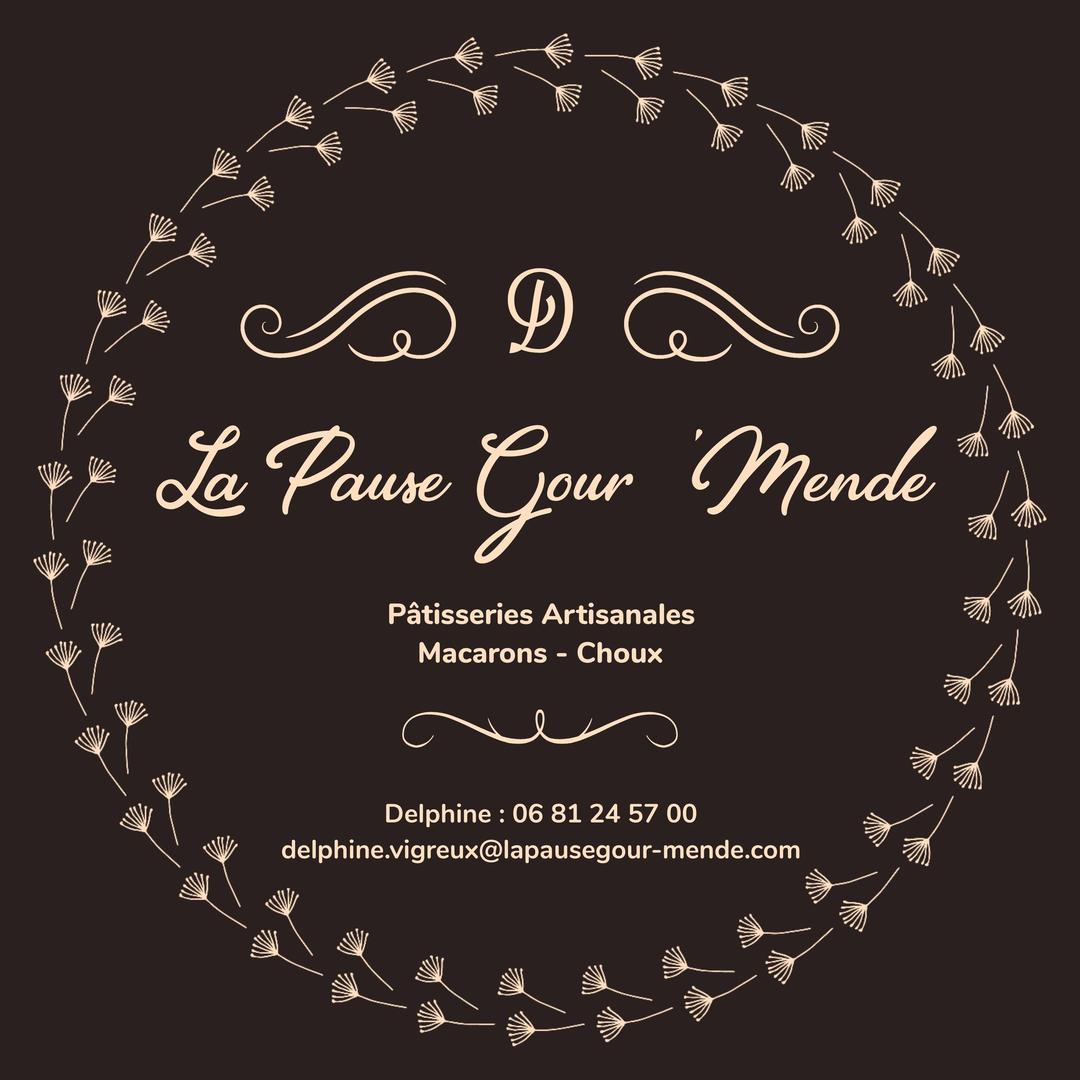 D
La Pause Gour 'Mende
Pâtisseries Artisanales
Macarons - Choux
Delphine : 06 81 24 57 00
delphine.vigreux@lapausegour-mende.com